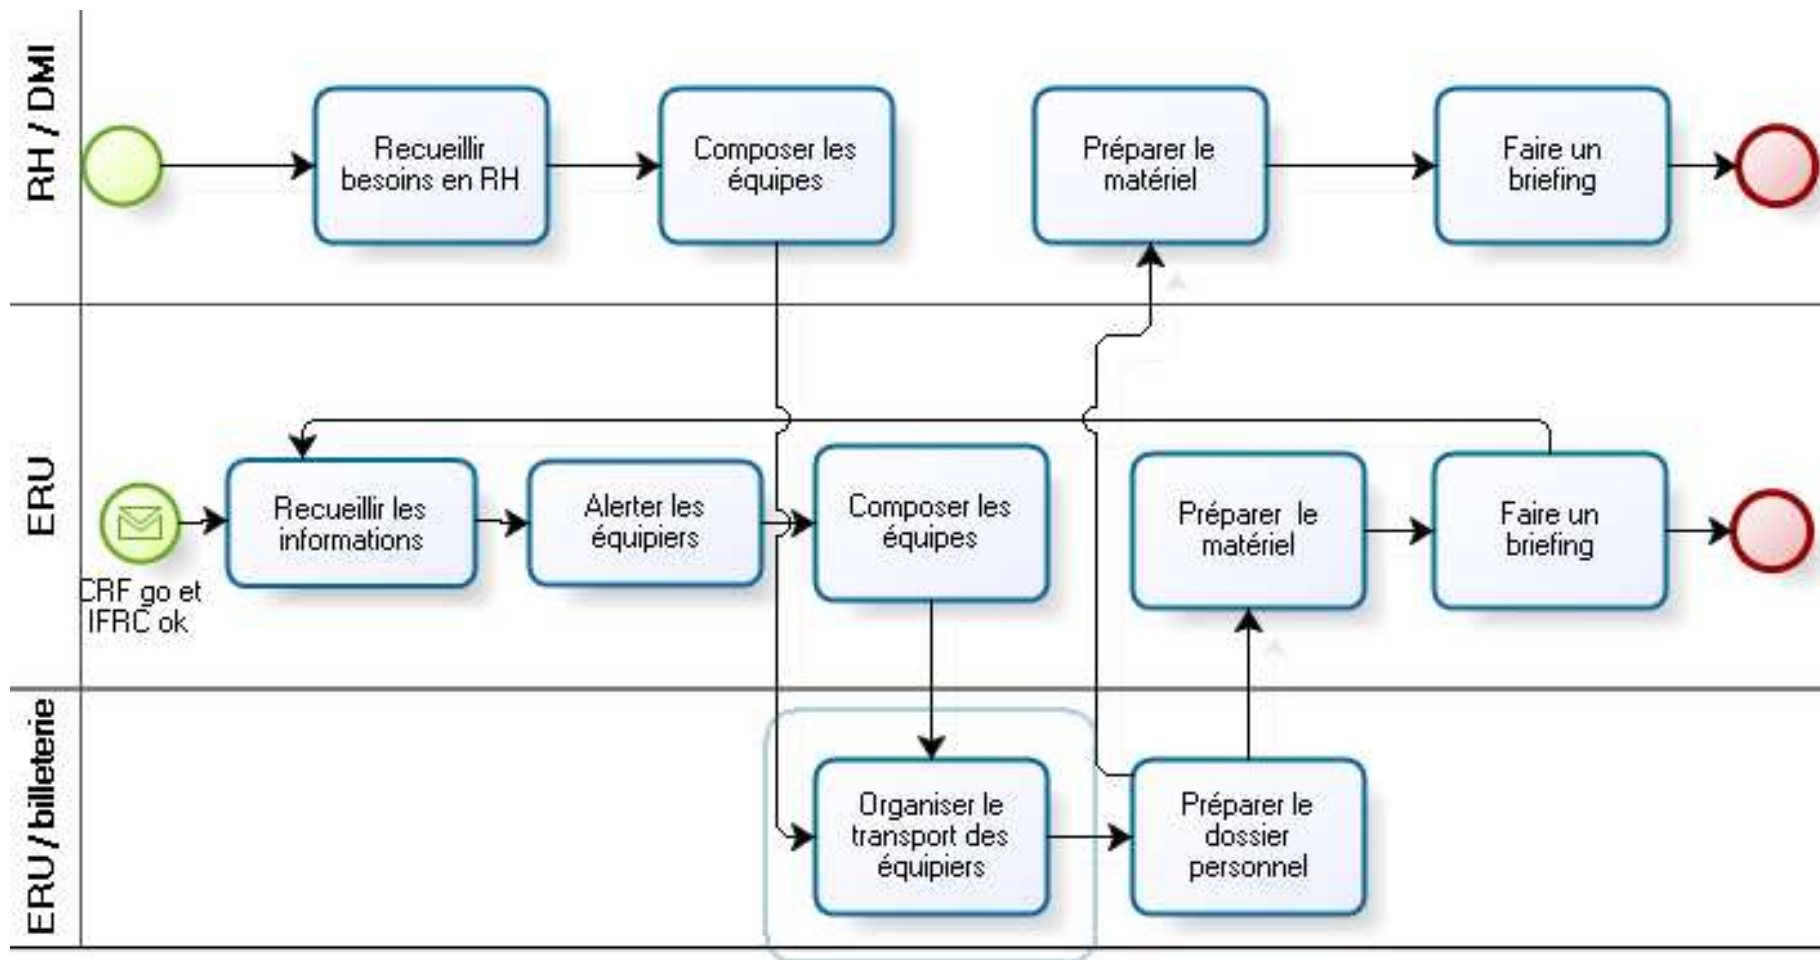 RH / DMI
Recueillir
besoins en RH
Composer les
équipes
Préparer le
matériel
Faire un
briefing
ERU
CRF go et
IFRC ok
Recueillir les
informations
Alerter les
équipiers
Composer les
équipes
Préparer le
matériel
Faire un
briefing
ERU / billeterie
Organiser le
transport des
équipiers
Préparer le
dossier
personnel